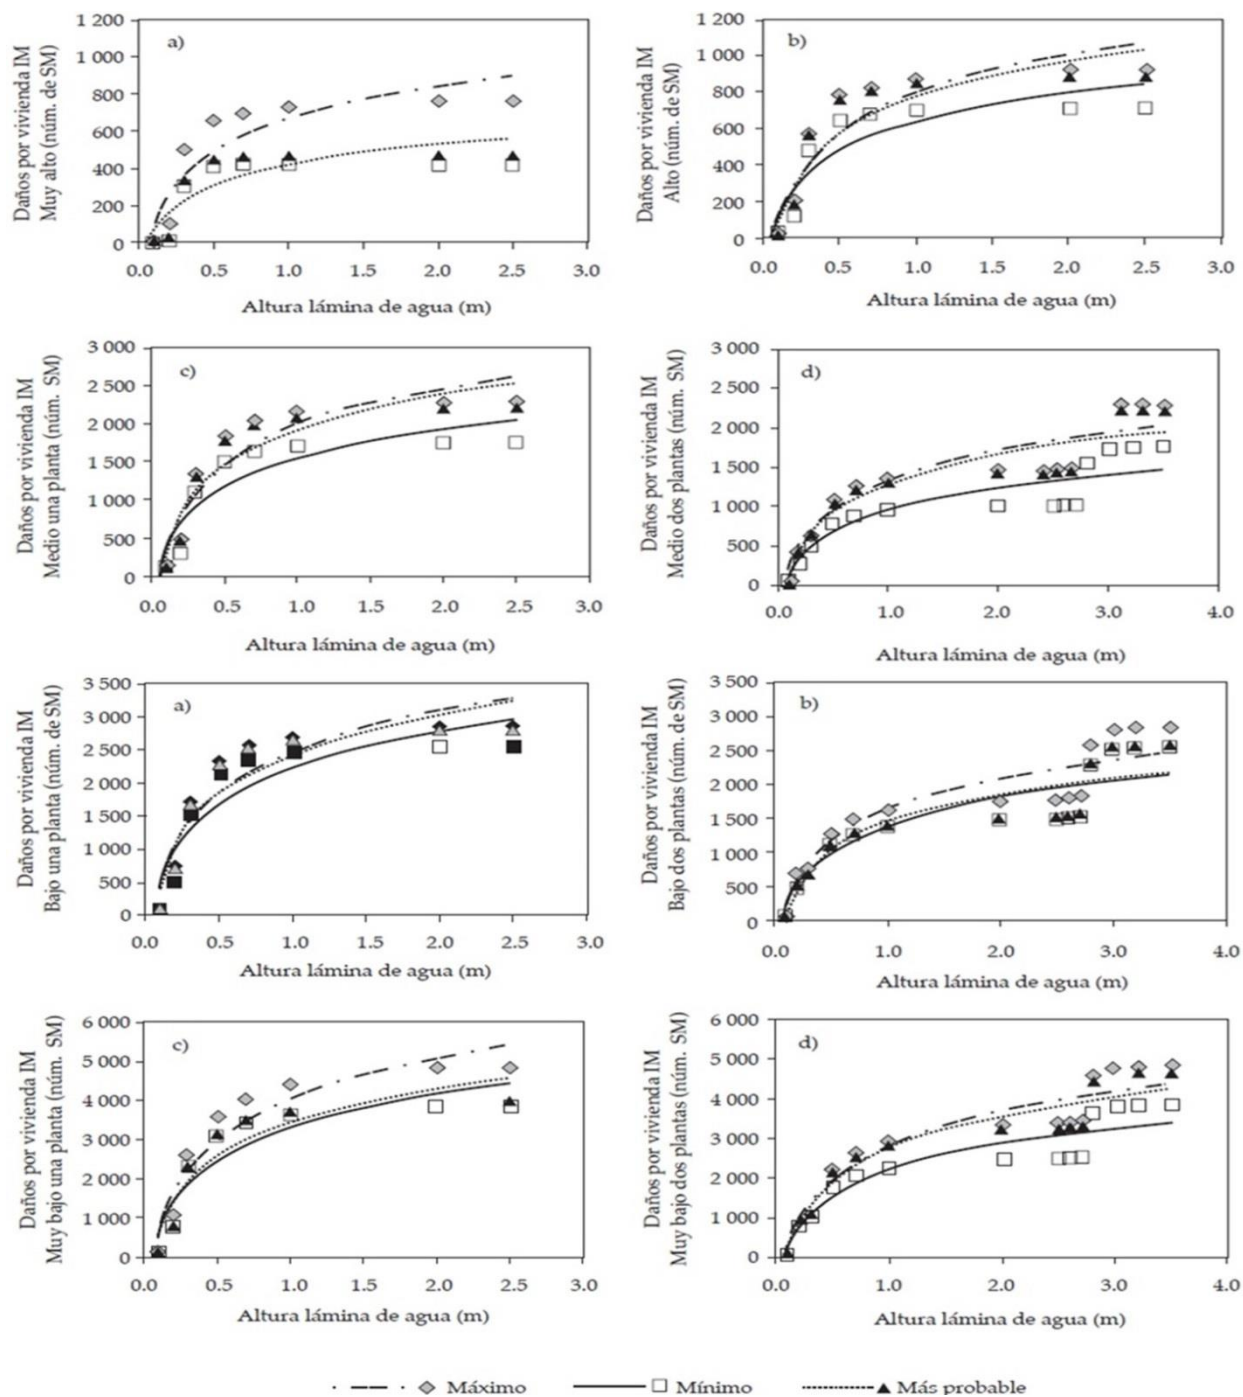 Daños por vivienda IM
Muy alto (núm. de SM)
a)
1 200
1 000
800
600
400
200
0
0.0 0.5 1.0 2.0 2.5 3.0
Altura lámina de agua (m)
Daños por vivienda IM
Alto (núm. de SM)
b)
1 200
1 000
800
600
400
200
0
0.0 0.5 1.0 1.5 2.0 2.5 3.0
Altura lámina de agua (m)
Daños por vivienda IM
Medio una planta (núm. SM)
c)
3 000
2 500
2 000
1 500
1 000
500
0
0.0 0.5 1.0 1.5 2.0 2.5 3.0
Altura lámina de agua (m)
Daños por vivienda IM
Medio dos plantas (núm. SM)
d)
3 000
2 500
2 000
1 500
1 000
500
0
0.0 1.0 2.0 3.0 4.0
Altura lámina de agua (m)
Daños por vivienda IM
Bajo una planta (núm. de SM)
a)
3 500
3 000
2 500
2 000
1 500
1 000
500
0
0.0 0.5 1.0 2.0 2.5 3.0
Altura lámina de agua (m)
Daños por vivienda IM
Bajo dos plantas (núm. de SM)
b)
3 500
3 000
2 500
2 000
1 500
1 000
500
0
0.0 1.0 2.0 3.0 4.0
Altura lámina de agua (m)
Daños por vivienda IM
Muy bajo una planta (núm. SM)
c)
6 000
5 000
4 000
3 000
2 000
1 000
0
0.0 0.5 1.0 2.0 2.5 3.0
Altura lámina de agua (m)
Daños por vivienda IM
Muy bajo dos plantas (núm. SM)
d)
6 000
5 000
4 000
3 000
2 000
1 000
0
0.0 1.0 2.0 3.0 4.0
Altura lámina de agua (m)
Máximo Mínimo Más probable